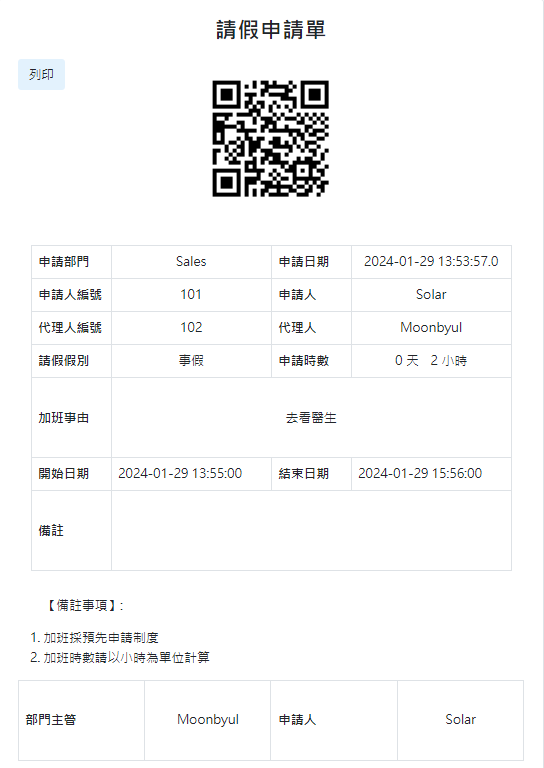 請假申請單
列印
申請部門 Sales 申請日期 2024-01-29 13:53:57.0
申請人編號 101 申請人 Solar
代理人編號 102 代理人 Moonbyul
請假假別 事假 申請時數 0 天 2 小時
加班事由 去看醫生
開始日期 2024-01-29 13:55:00 結束日期 2024-01-29 15:56:00
備註
【備註事項】:
1. 加班採預先申請制度
2. 加班時數請以小時為單位計算
部門主管 Moonbyul 申請人 Solar